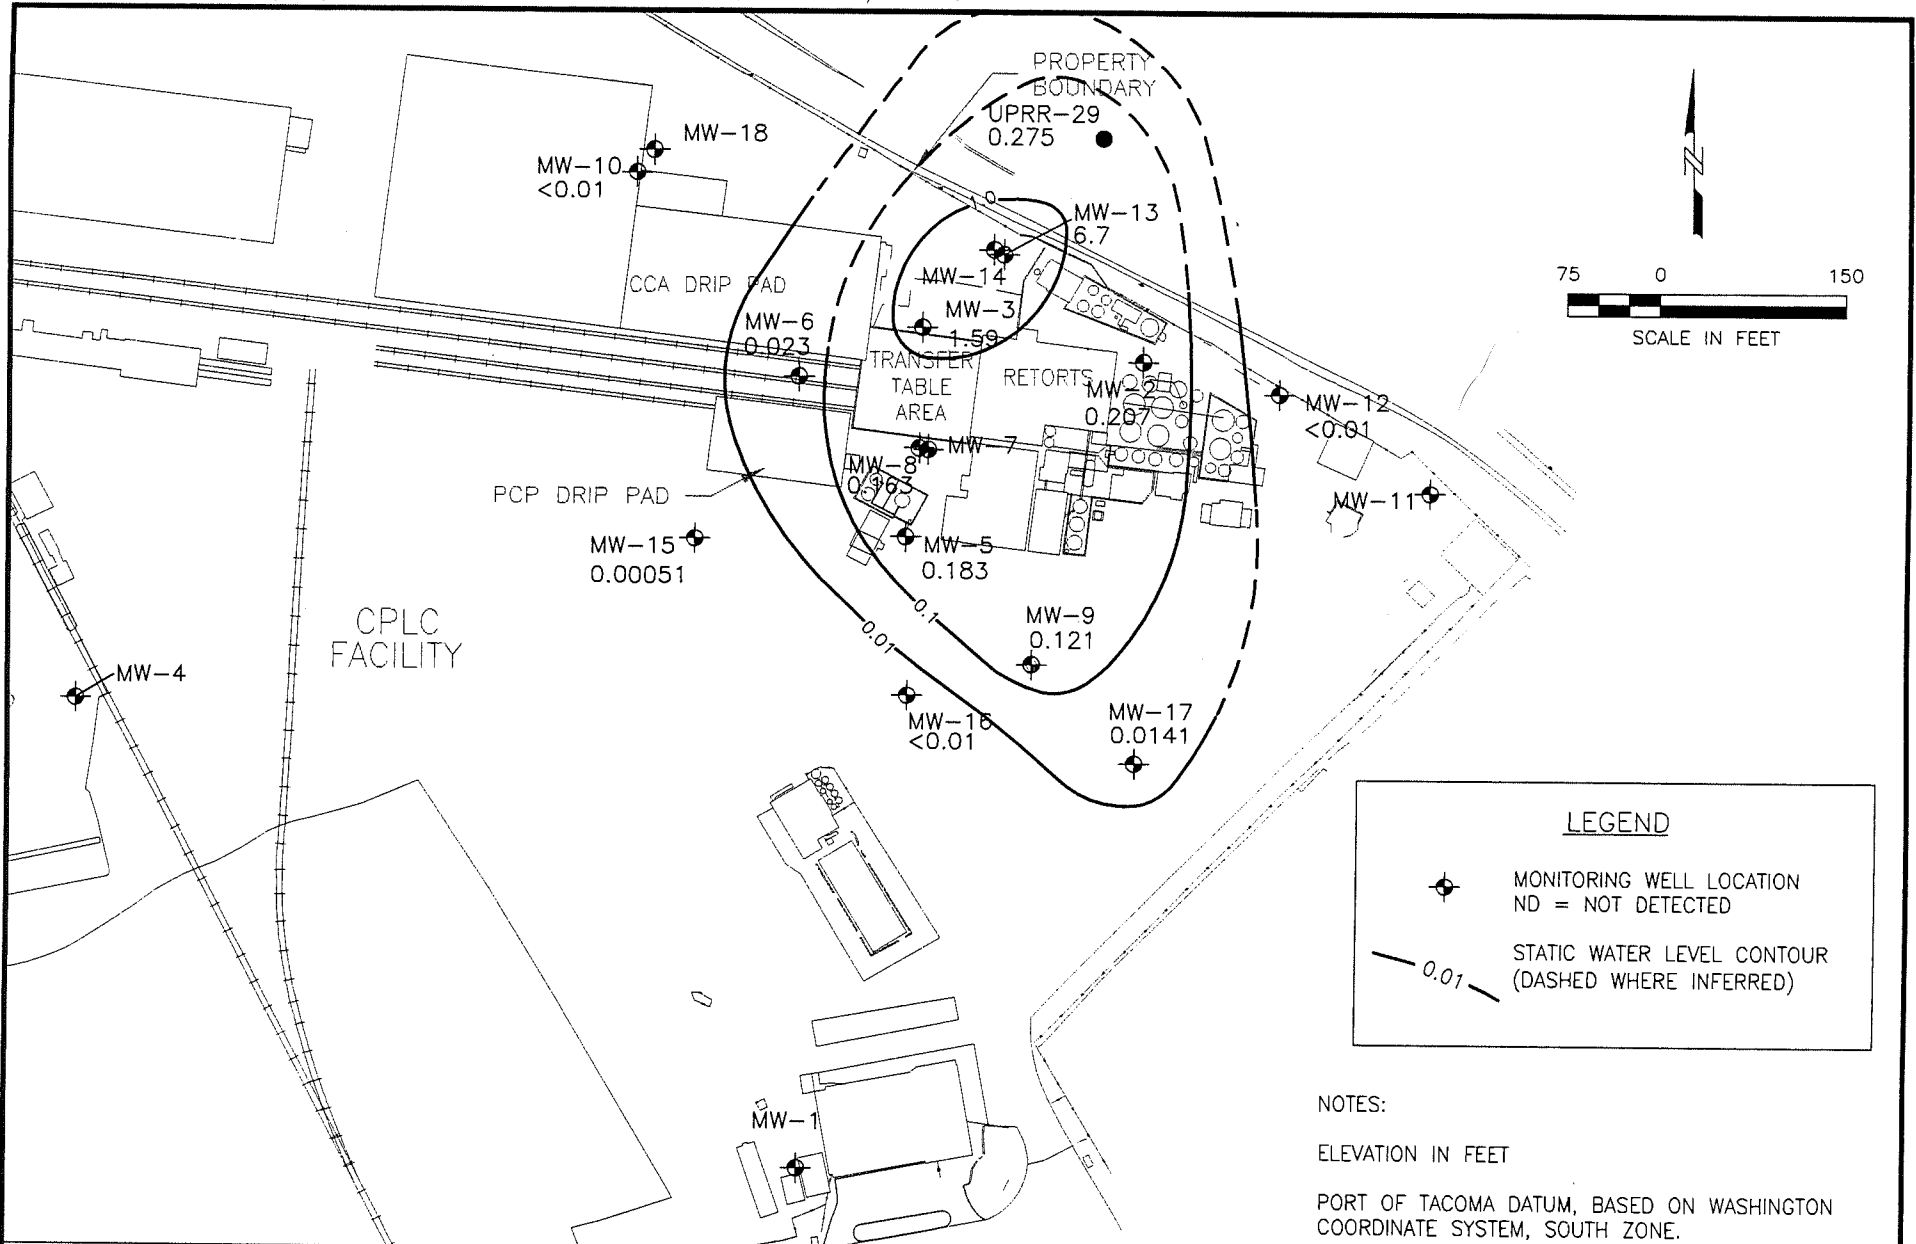 PROPERTY
BOUNDARY
UPRR-29
0.275
MW-18
MW-10
<0.01
N
1.0
MW-13
6.7
MW-14
CCA DRIP PAD
MW-3
1.59
MW-6
0.023
TRANSFER
TABLE
AREA
RETORTS
MW-2
0.207
MW-12
<0.01
75 0 150
SCALE IN FEET
MW-7
MW-8
0.163
PCP DRIP PAD
MW-11
MW-15
0.00051
MW-5
0.183
CPLC
FACILITY
0.1
0.01
MW-9
0.121
MW-4
MW-16
<0.01
MW-17
0.0141
LEGEND
MONITORING WELL LOCATION
ND = NOT DETECTED
0.01
STATIC WATER LEVEL CONTOUR
(DASHED WHERE INFERRED)
MW-1
NOTES:
ELEVATION IN FEET
PORT OF TACOMA DATUM, BASED ON WASHINGTON
COORDINATE SYSTEM, SOUTH ZONE.